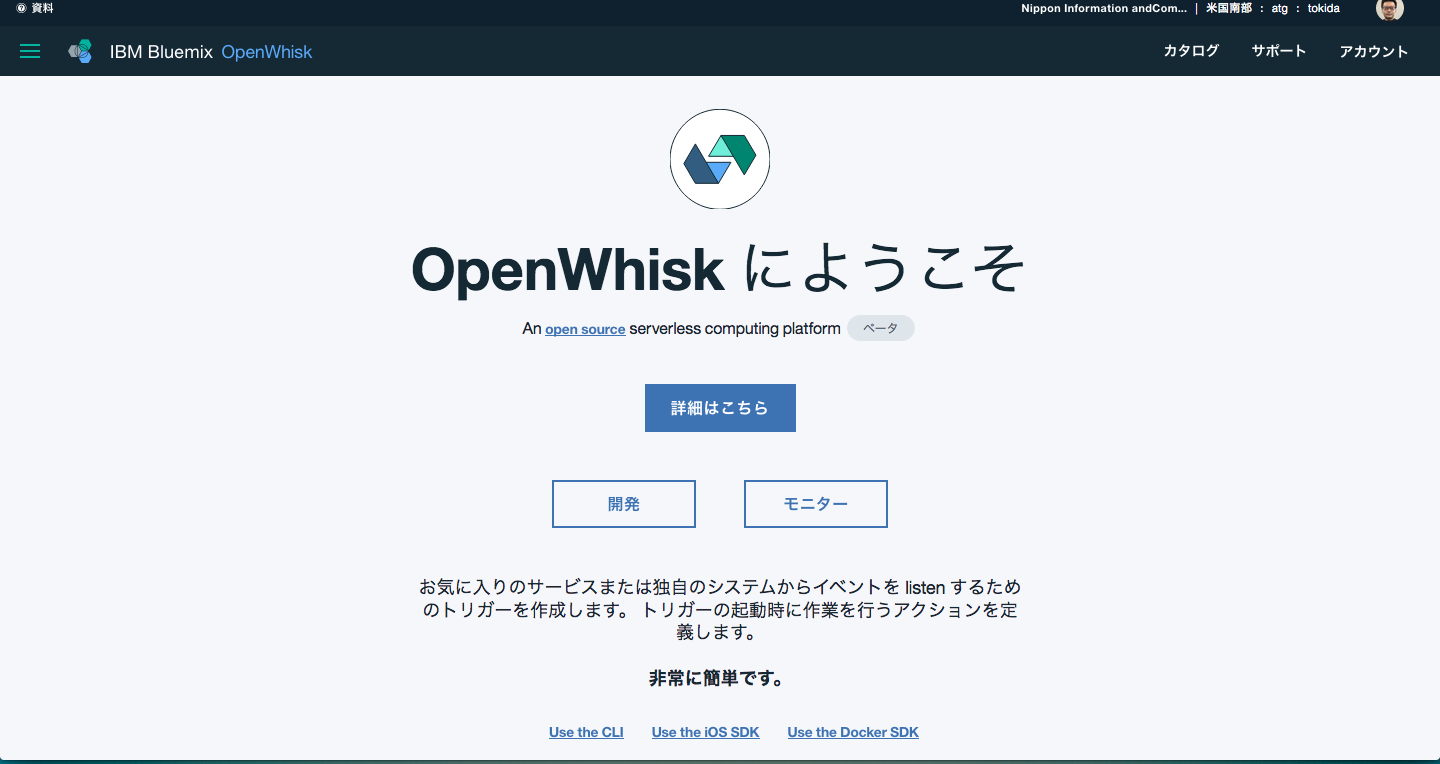 資料
Nippon Information andCom... | 米国南部 : atg : tokida
IBM Bluemix OpenWhisk
カタログ サポート アカウント
OpenWhisk にようこそ
An open source serverless computing platform ベータ
詳細はこちら
開発 モニター
お気に入りのサービスまたは独自のシステムからイベントを listen するため
のトリガーを作成します。 トリガーの起動時に作業を行うアクションを定
義します。
非常に簡単です。
Use the CLI Use the iOS SDK Use the Docker SDK